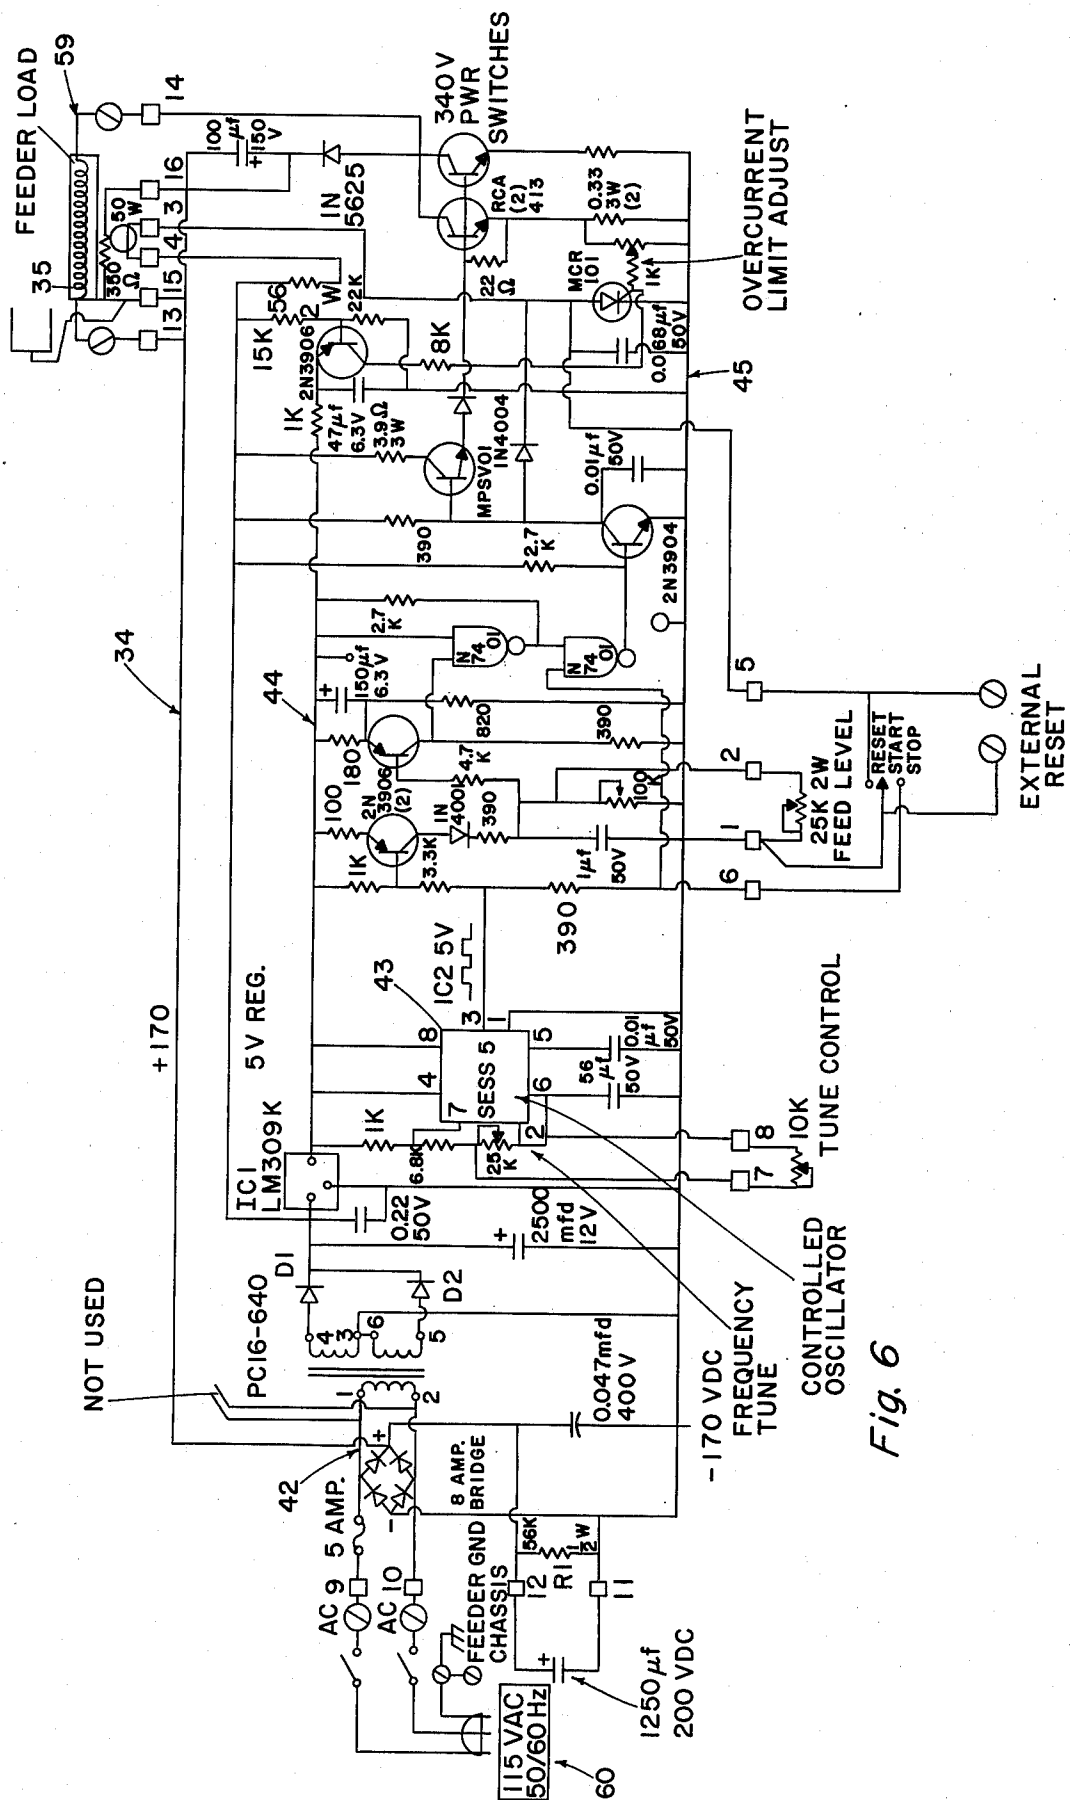 115 VAC
50/60 Hz
60
AC 9
AC 10
5 AMP.
42
NOT USED
FEEDER GND
CHASSIS
8 AMP.
BRIDGE
+
-
12
11
56K
R1
1/2 W
+
1250µf
200 VDC
0.047mfd
400V
-170 VDC
FREQUENCY
TUNE
PC16-640
1
2
4
3
6
5
D1
D2
+170
34
IC1
LM309K
5V REG.
0.22
50V
+
2500
mfd
12V
1K
6.8K
25
K
4
8
7
SESS 5
3
1
2
6
5
43
IC2 5V
56
µf
50V
0.01
µf
50V
7
8
10K
TUNE CONTROL
CONTROLLED
OSCILLATOR
44
1K
100
180
2N
3906
(2)
3.3K
IN
4001
390
4.7
K
820
390
+
150µf
6.3V
390
1µf
50V
100
K
6
1
2
25K 2W
FEED LEVEL
RESET
START
STOP
5
EXTERNAL
RESET
2.7
K
N
74
01
N
74
01
2N3904
390
2.7
K
0.01µf
50V
MPSV01
1N4004
3.9Ω
3W
47µf
6.3V
1K
2N3906
15K
56
2
W
22K
8K
22
Ω
MCR
101
0.068µf
50V
1K
0.33
3W
(2)
RCA
(2)
413
45
OVERCURRENT
LIMIT ADJUST
340V
PWR
SWITCHES
IN
5625
100
µf
+150
V
13
15
4
3
16
14
350
Ω
50
W
35
FEEDER LOAD
59
Fig. 6